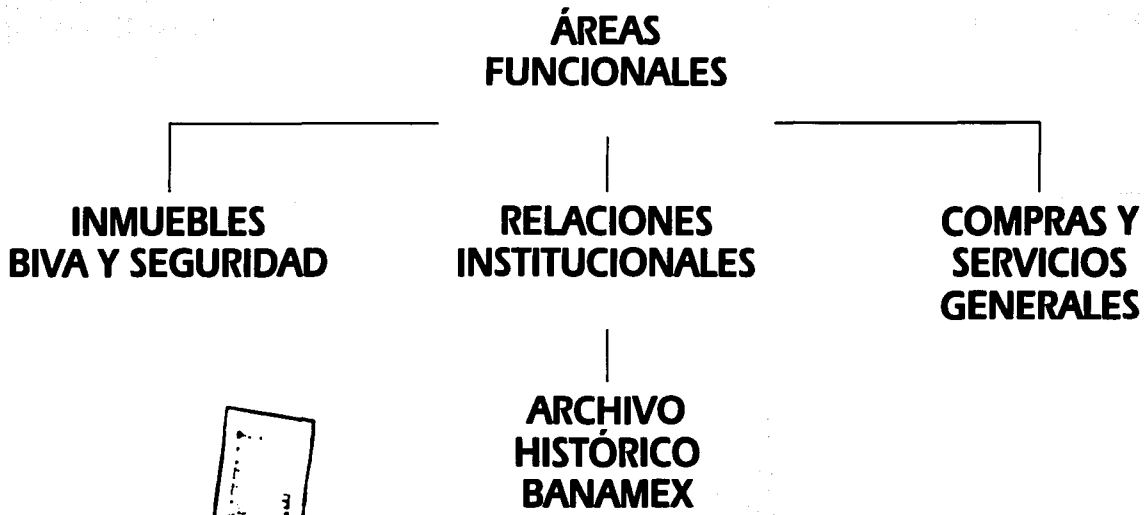 ÁREAS
FUNCIONALES
INMUEBLES
BIVA Y SEGURIDAD
RELACIONES
INSTITUCIONALES
COMPRAS Y
SERVICIOS
GENERALES
ARCHIVO
HISTÓRICO
BANAMEX